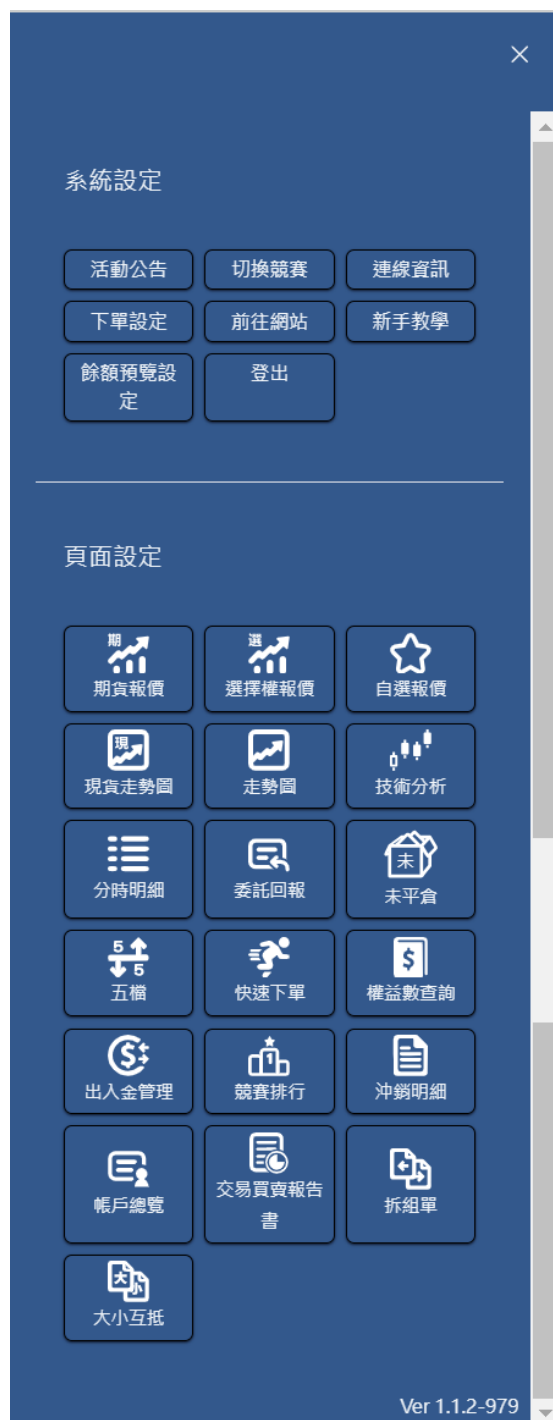 系統設定
活動公告
切換競賽
連線資訊
下單設定
前往網站
新手教學
餘額預覽設
定
登出
頁面設定
期
期貨報價
選
選擇權報價
自選報價
現
現貨走勢圖
走勢圖
技術分析
分時明細
委託回報
未
未平倉
5
5
五檔
快速下單
$
權益數查詢
$
出入金管理
1
競賽排行
沖銷明細
帳戶總覽
交易買賣報告
書
拆組單
大
小
大小互抵
Ver 1.1.2-979